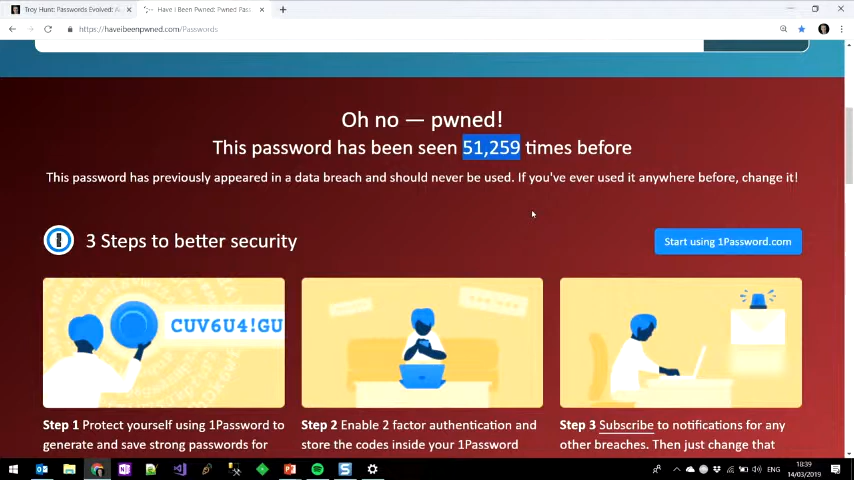 Troy Hunt: Passwords Evolved: A
Have I Been Pwned: Pwned Pas
https://haveibeenpwned.com/Passwords
Oh no — pwned!
This password has been seen 51,259 times before
This password has previously appeared in a data breach and should never be used. If you've ever used it anywhere before, change it!
3 Steps to better security
Start using 1Password.com
CUV6U4!GU
Step 1 Protect yourself using 1Password to
generate and save strong passwords for
Step 2 Enable 2 factor authentication and
store the codes inside your 1Password
Step 3 Subscribe to notifications for any
other breaches. Then just change that
ENG
18:39
14/03/2019